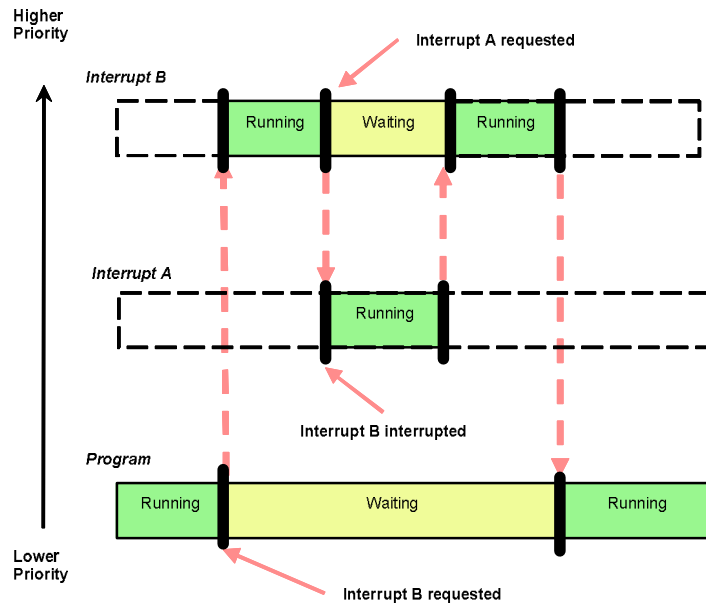 Higher
Priority
Interrupt A requested
Interrupt B
Running
Waiting
Running
Interrupt A
Running
Interrupt B interrupted
Program
Running
Waiting
Running
Lower
Priority
Interrupt B requested